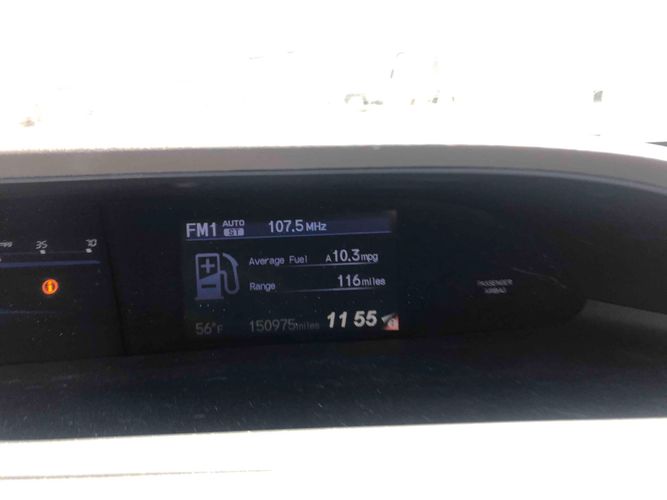 FM1 AUTO ST 107.5 MHz
Average Fuel A 10.3 mpg
Range 116 miles
56°F 150975 miles 11 55
35
PASSENGER
AIRBAG